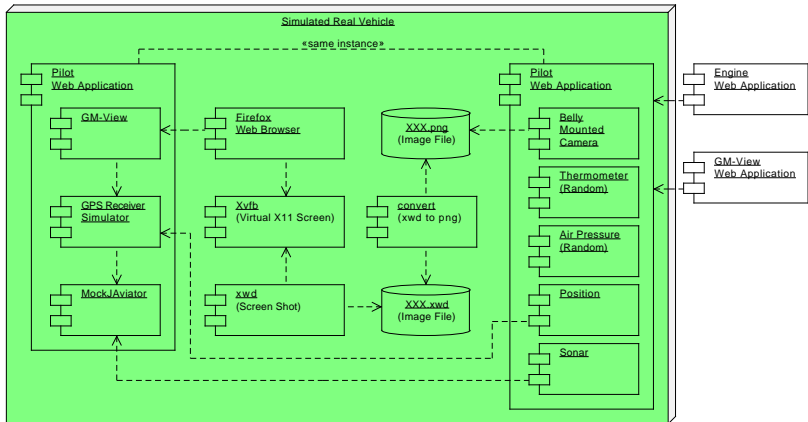 Simulated Real Vehicle
«same instance»
Pilot
Web Application
GM-View
GPS Receiver
Simulator
MockJAviator
Firefox
Web Browser
Xvfb
(Virtual X11 Screen)
xwd
(Screen Shot)
XXX.png
(Image File)
convert
(xwd to png)
XXX.xwd
(Image File)
Pilot
Web Application
Belly
Mounted
Camera
Thermometer
(Random)
Air Pressure
(Random)
Position
Sonar
Engine
Web Application
GM-View
Web Application